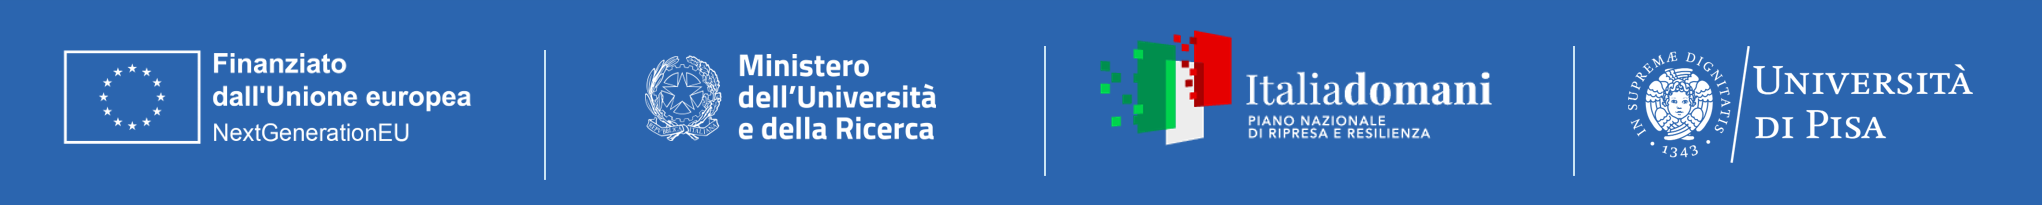 Finanziato
dall'Unione europea
NextGenerationEU
Ministero
dell'Università
e della Ricerca
Italiadomani
PIANO NAZIONALE
DI RIPRESA E RESILIENZA
IN SUPREMÆ DIGNITATIS
• 1343 •
UNIVERSITÀ
DI PISA